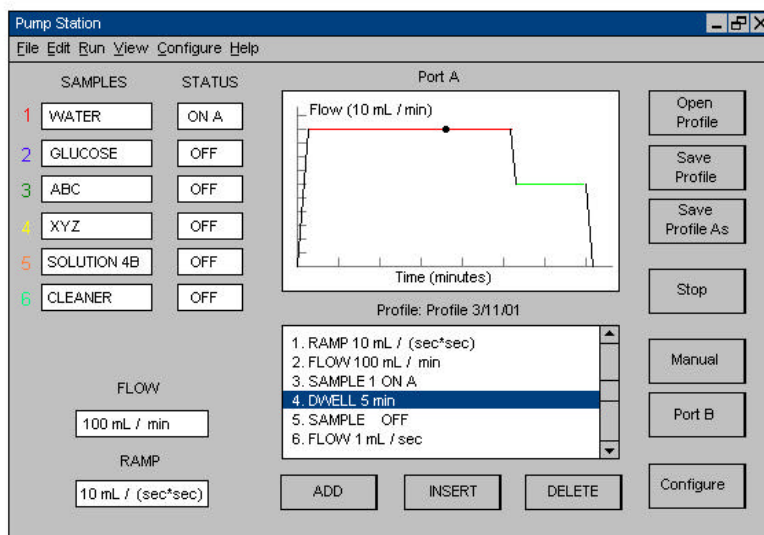 Pump Station
File Edit Run View Configure Help
SAMPLES STATUS
1 WATER ON A
2 GLUCOSE OFF
3 ABC OFF
4 XYZ OFF
5 SOLUTION 4B OFF
6 CLEANER OFF
FLOW
100 mL / min
RAMP
10 mL / (sec*sec)
Port A
Flow (10 mL / min)
Time (minutes)
Profile: Profile 3/11/01
1. RAMP 10 mL / (sec*sec)
2. FLOW 100 mL / min
3. SAMPLE 1 ON A
4. DWELL 5 min
5. SAMPLE OFF
6. FLOW 1 mL / sec
ADD INSERT DELETE
Open
Profile
Save
Profile
Save
Profile As
Stop
Manual
Port B
Configure